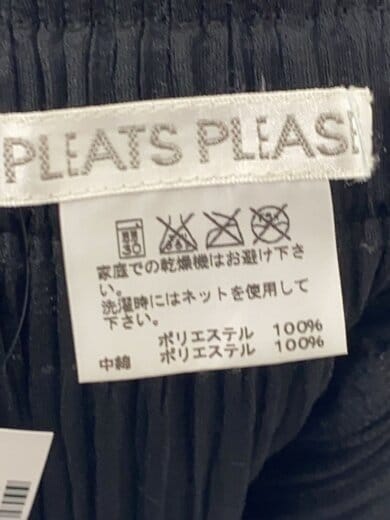 PLEATS PLEASE
30
家庭での乾燥機はお避け下さ
い。
洗濯時にはネットを使用して
下さい。
ポリエステル 100%
中綿 ポリエステル 100%